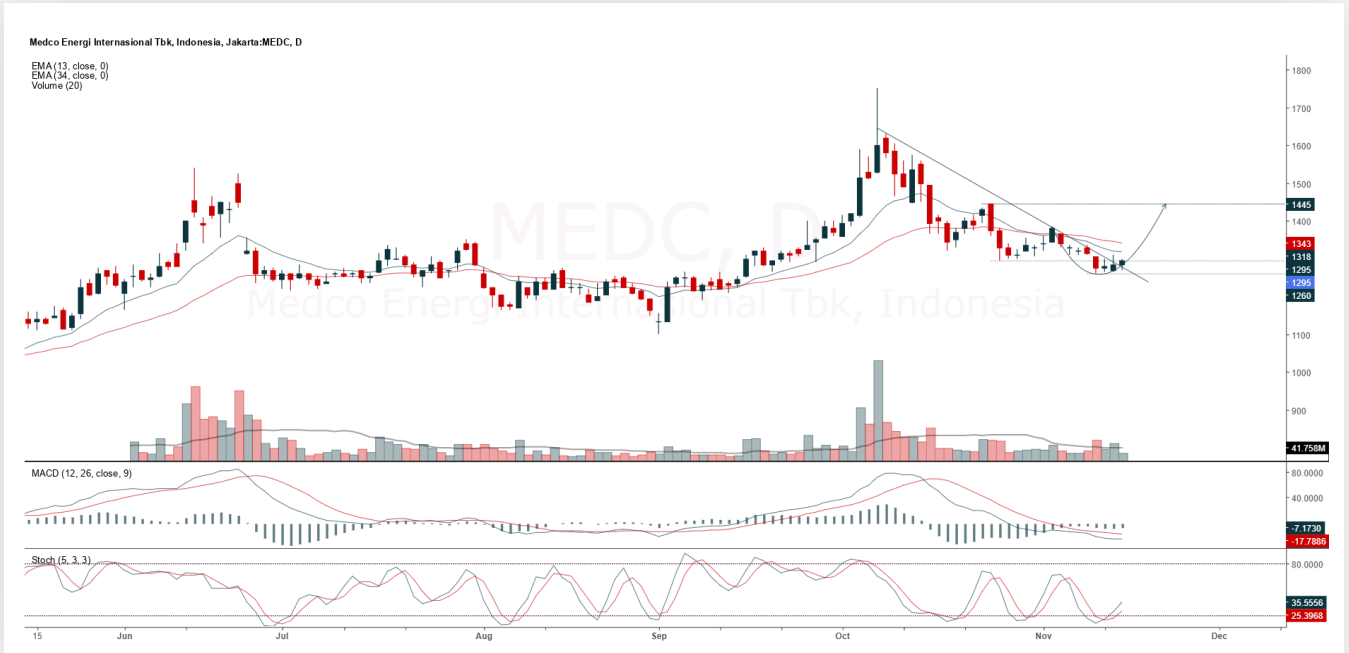 Medco Energi Internasional Tbk, Indonesia, Jakarta:MEDC, D
EMA (13, close, 0)
EMA (34, close, 0)
Volume (20)
MEDC, D
Medco Energi Internasional Tbk, Indonesia
1800
1700
1600
1500
1445
1400
1343
1318
1295
1295
1260
1100
1000
900
41.758M
MACD (12, 26, close, 9)
80.0000
40.0000
-7.1730
-17.7886
Stoch (5, 3, 3)
80.0000
35.5556
25.3968
15 Jun Jul Aug Sep Oct Nov Dec